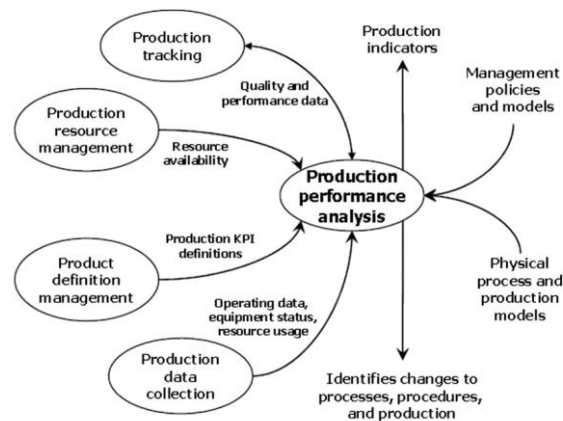 Production
tracking
Production
indicators
Quality and
performance data
Management
policies
and models
Production
resource
management
Resource
availability
Production
performance
analysis
Production KPI
definitions
Product
definition
management
Physical
process and
production
models
Operating data,
equipment status,
resource usage
Production
data
collection
Identifies changes to
processes, procedures,
and production